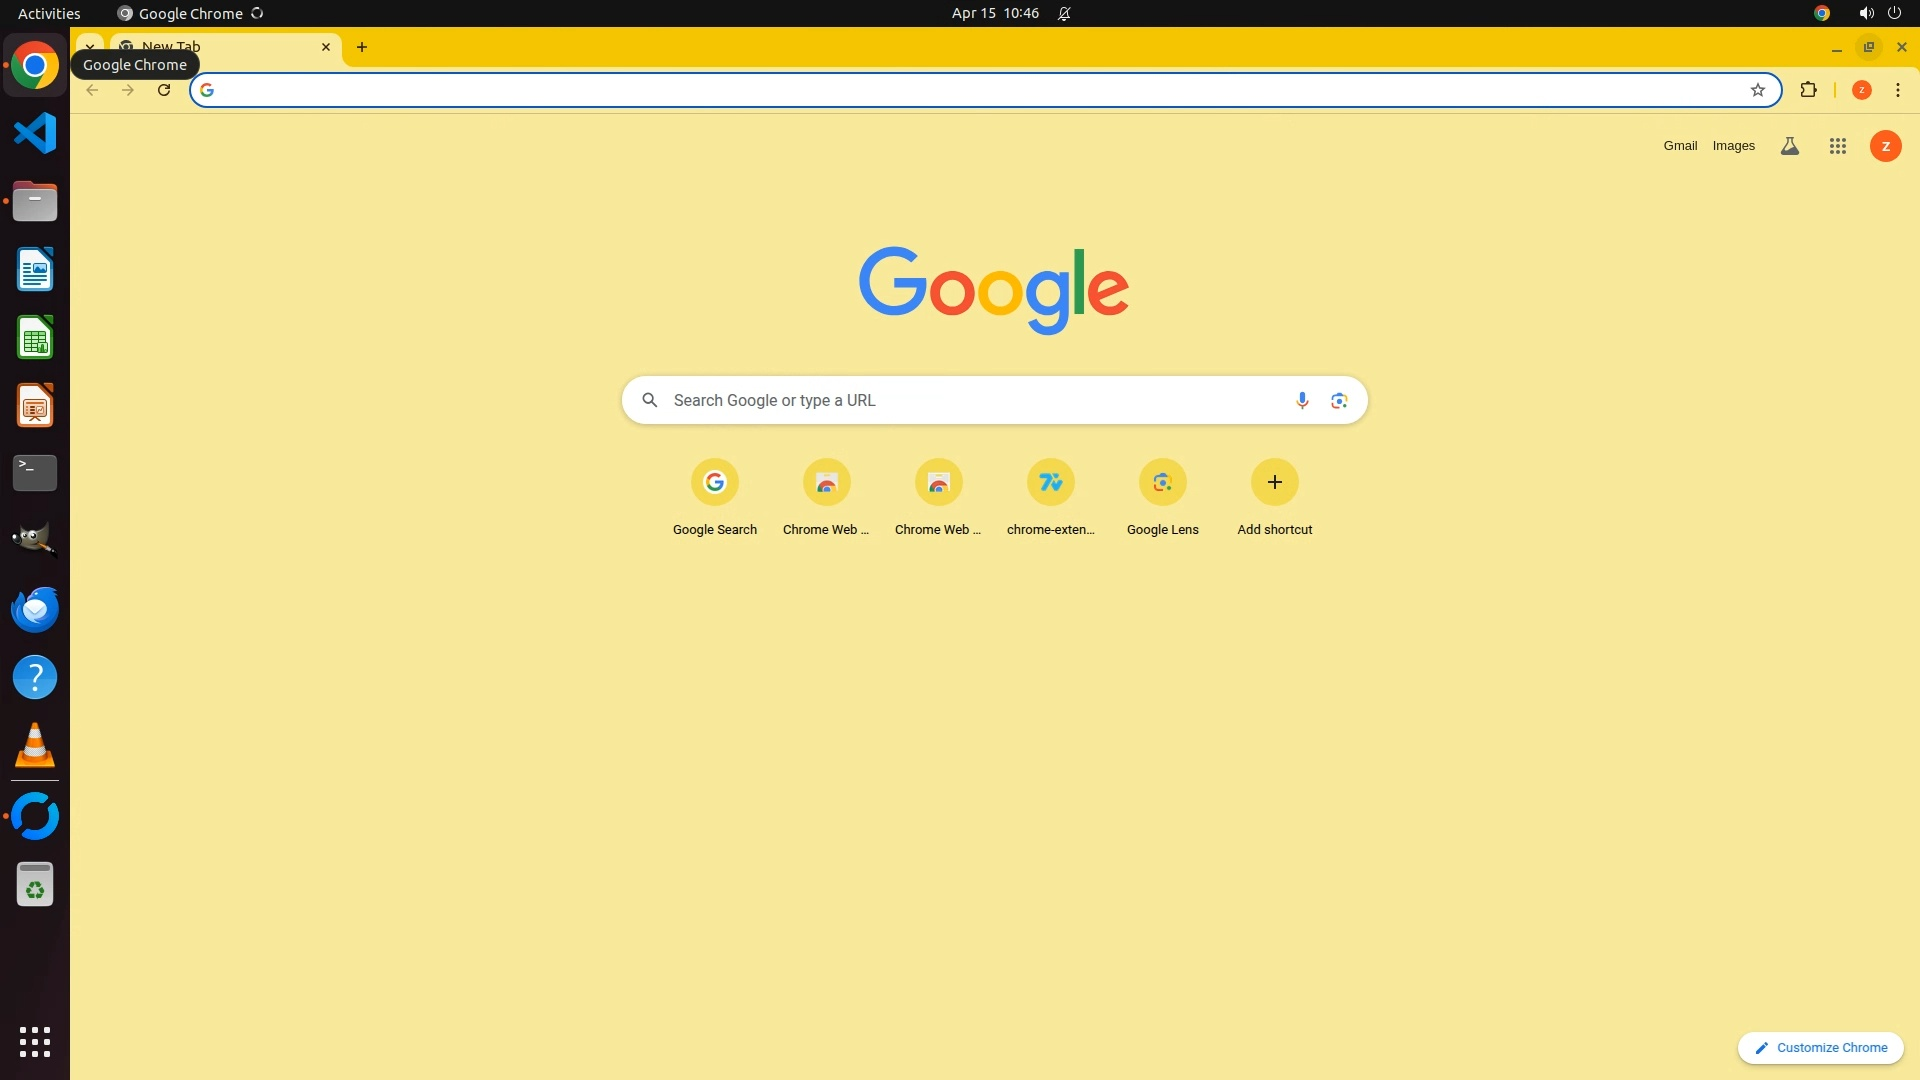 Activities
Google Chrome
Apr 15 10:46
New Tab
Google Chrome
z
Gmail
Images
z
Google
Search Google or type a URL
Google Search
Chrome Web ...
Chrome Web ...
chrome-exten...
Google Lens
Add shortcut
Customize Chrome